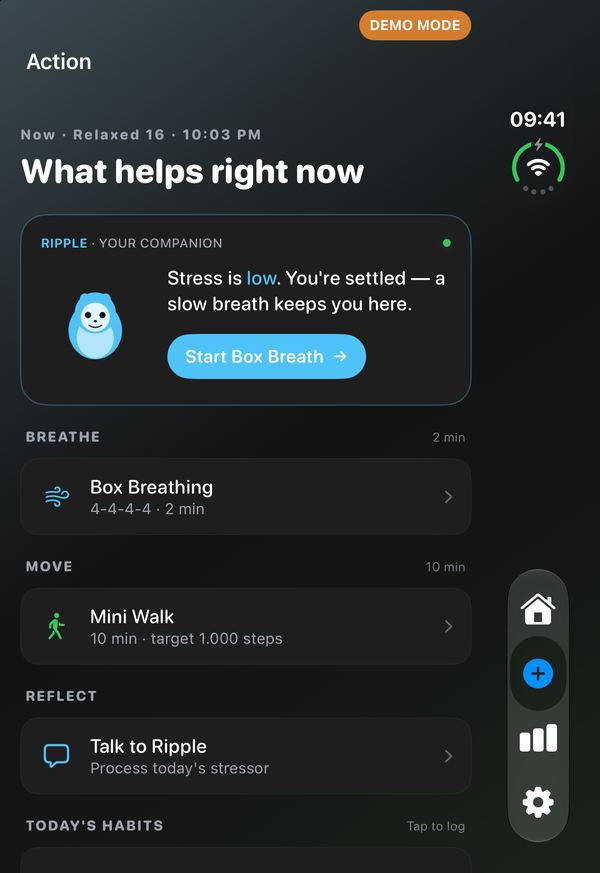 DEMO MODE
Action
09:41
Now · Relaxed 16 · 10:03 PM
What helps right now
RIPPLE · YOUR COMPANION
Stress is low. You're settled — a
slow breath keeps you here.
Start Box Breath →
BREATHE 2 min
Box Breathing
4-4-4-4 · 2 min
MOVE 10 min
Mini Walk
10 min · target 1.000 steps
REFLECT
Talk to Ripple
Process today's stressor
TODAY'S HABITS Tap to log